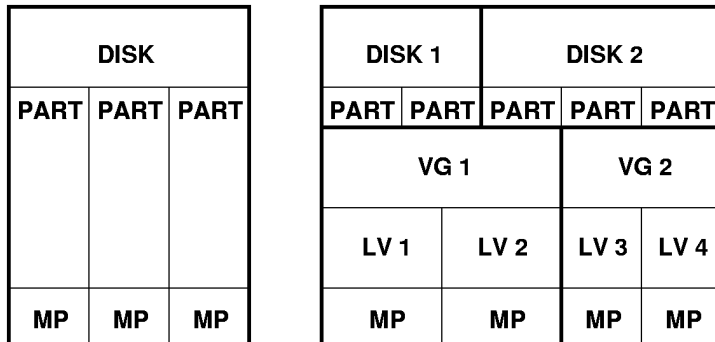 DISK
PART PART PART
MP MP MP
DISK 1 DISK 2
PART PART PART PART PART
VG 1 VG 2
LV 1 LV 2 LV 3 LV 4
MP MP MP MP